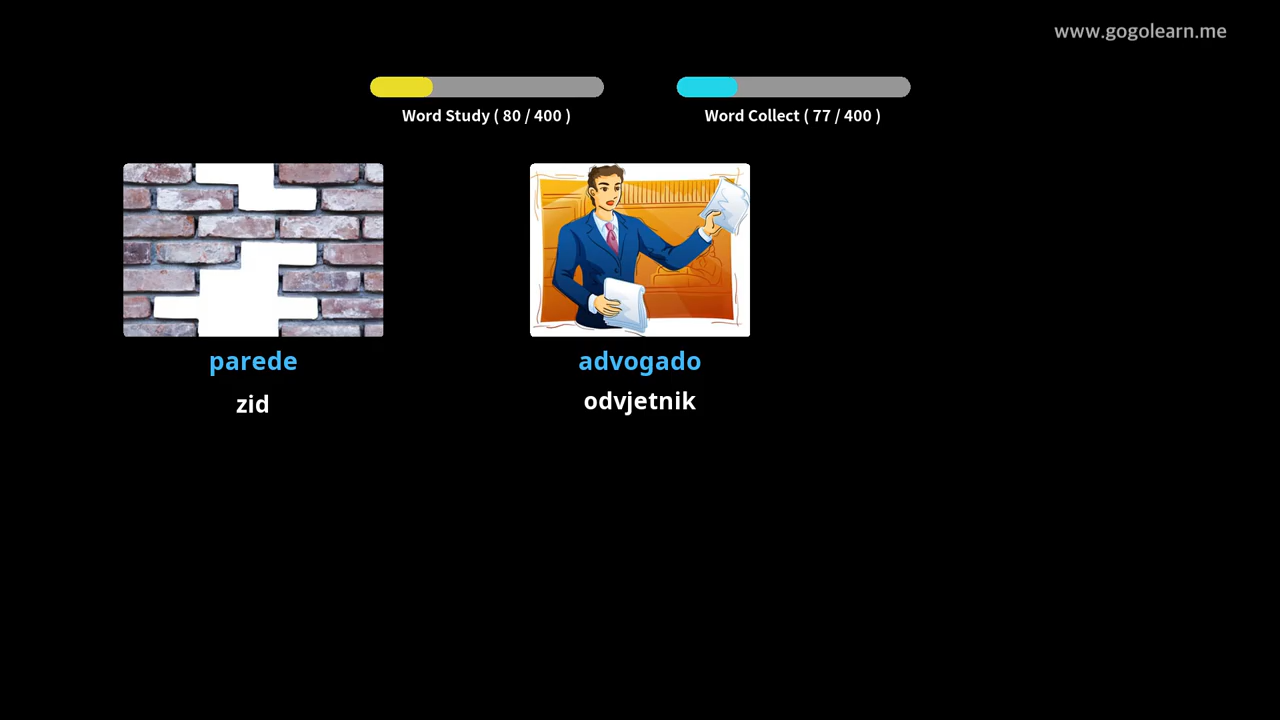 www.gogolearn.me
Word Study ( 80 / 400 )
Word Collect ( 77 / 400 )
parede
zid
advogado
odvjetnik